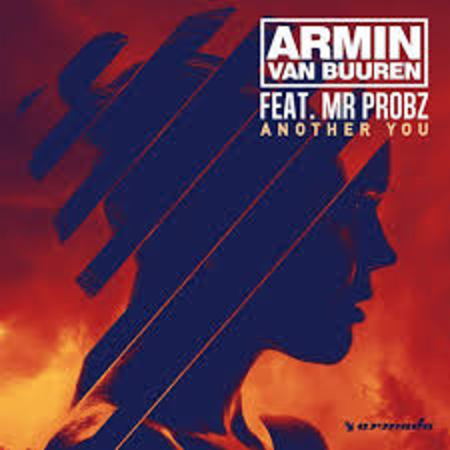 ARMIN
VAN BUUREN
FEAT. MR PROBZ
ANOTHER YOU
armada